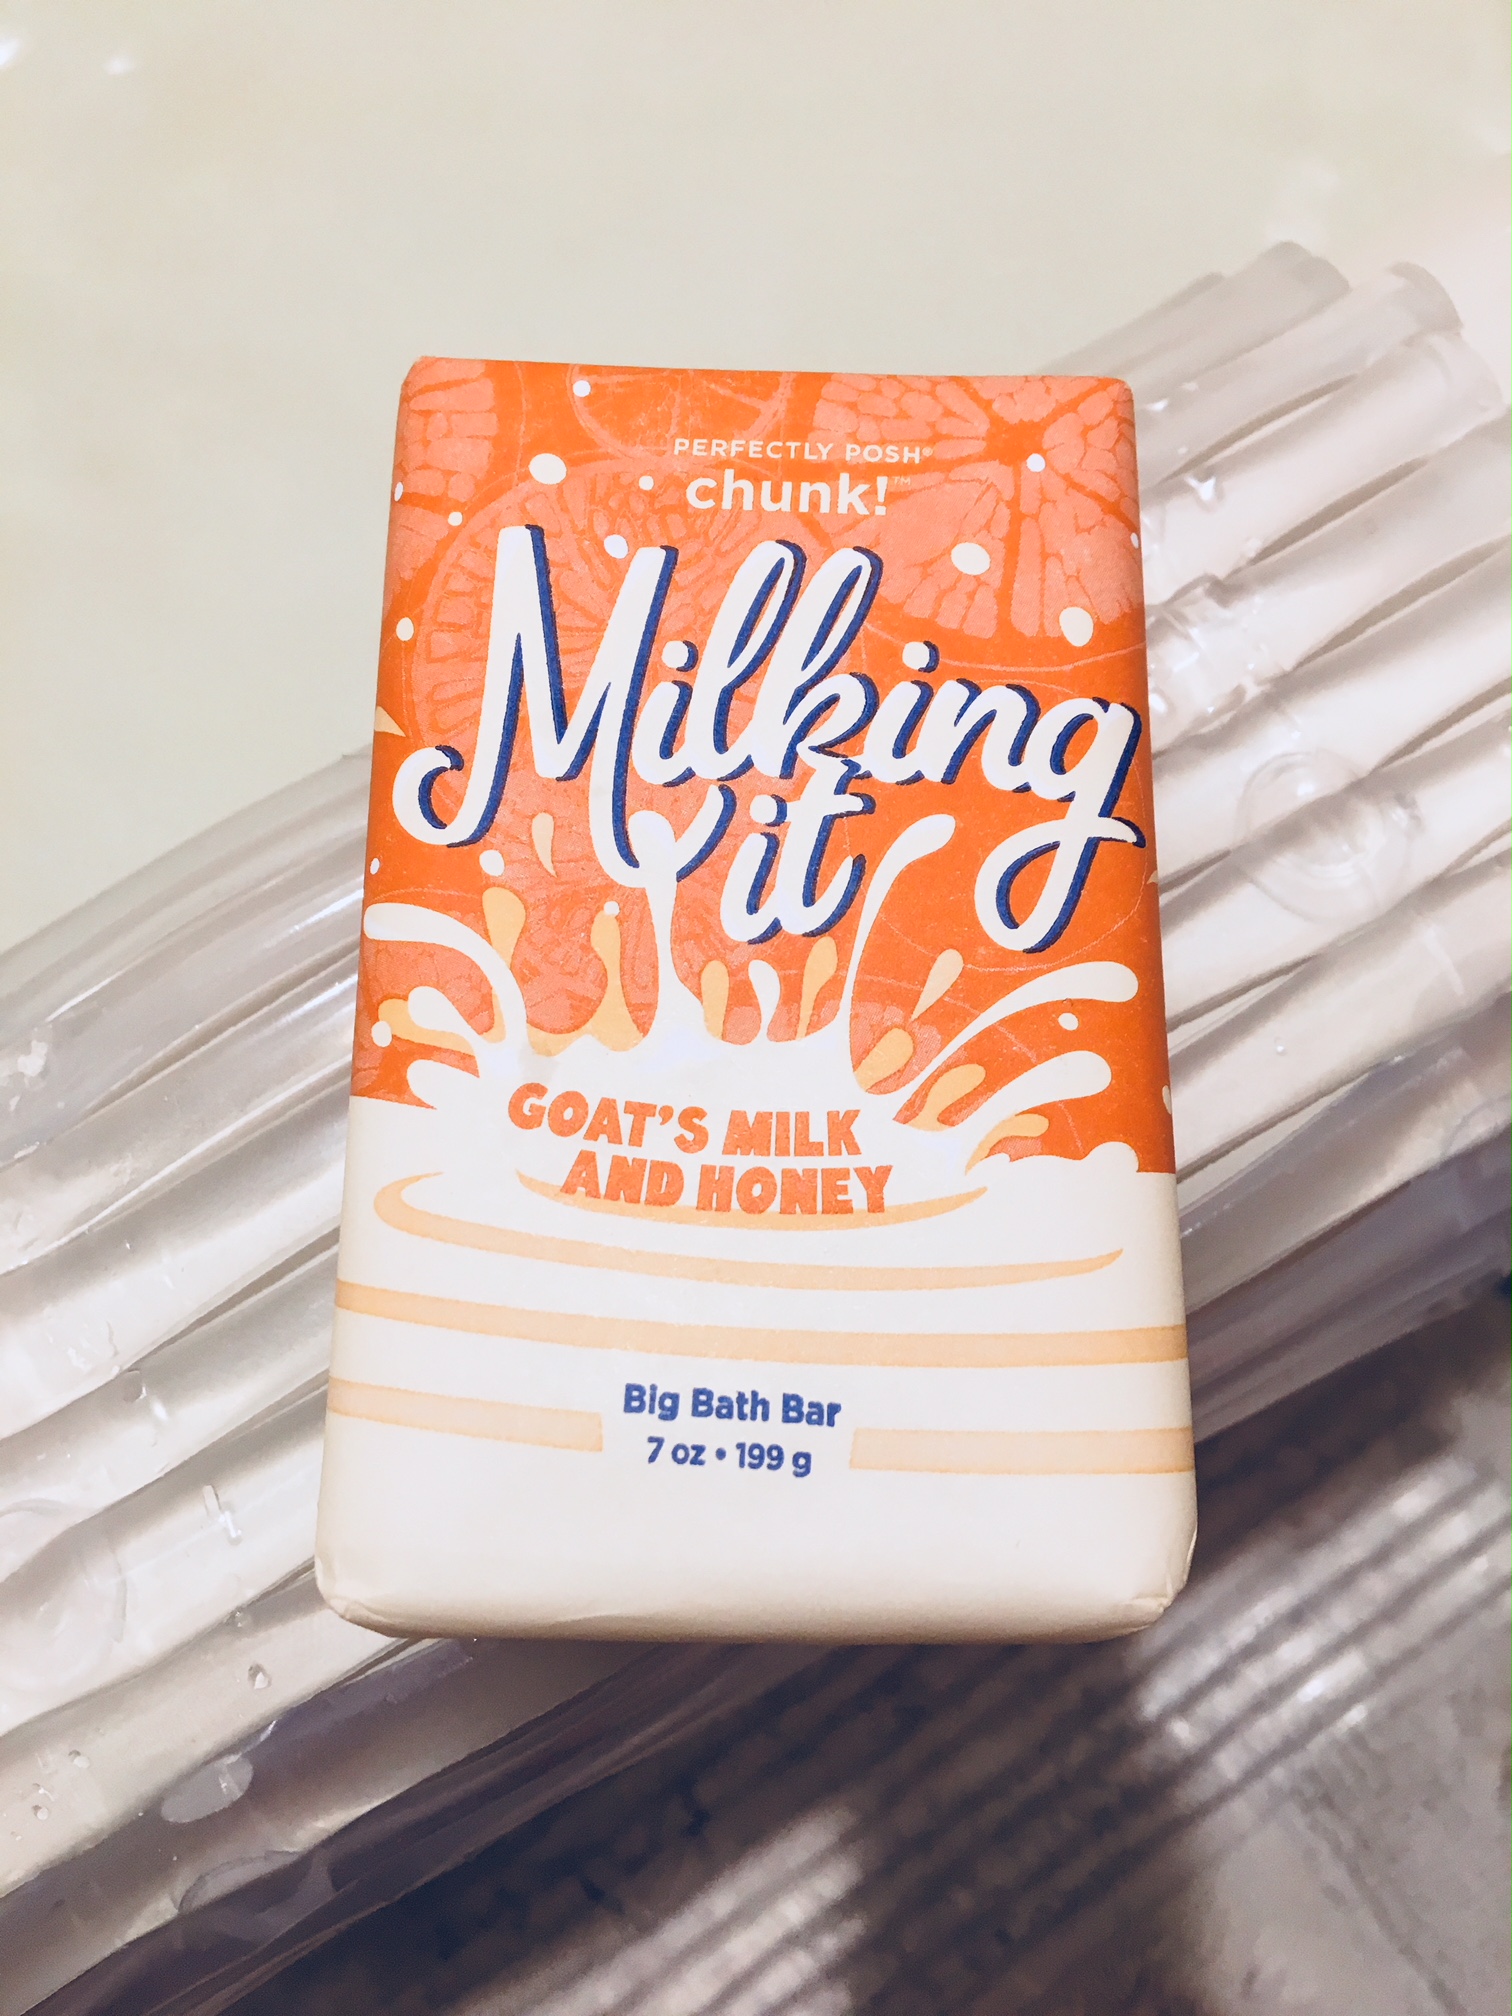 PERFECTLY POSH®
chunk!™
Milking
it
GOAT'S MILK
AND HONEY
Big Bath Bar
7 oz • 199 g